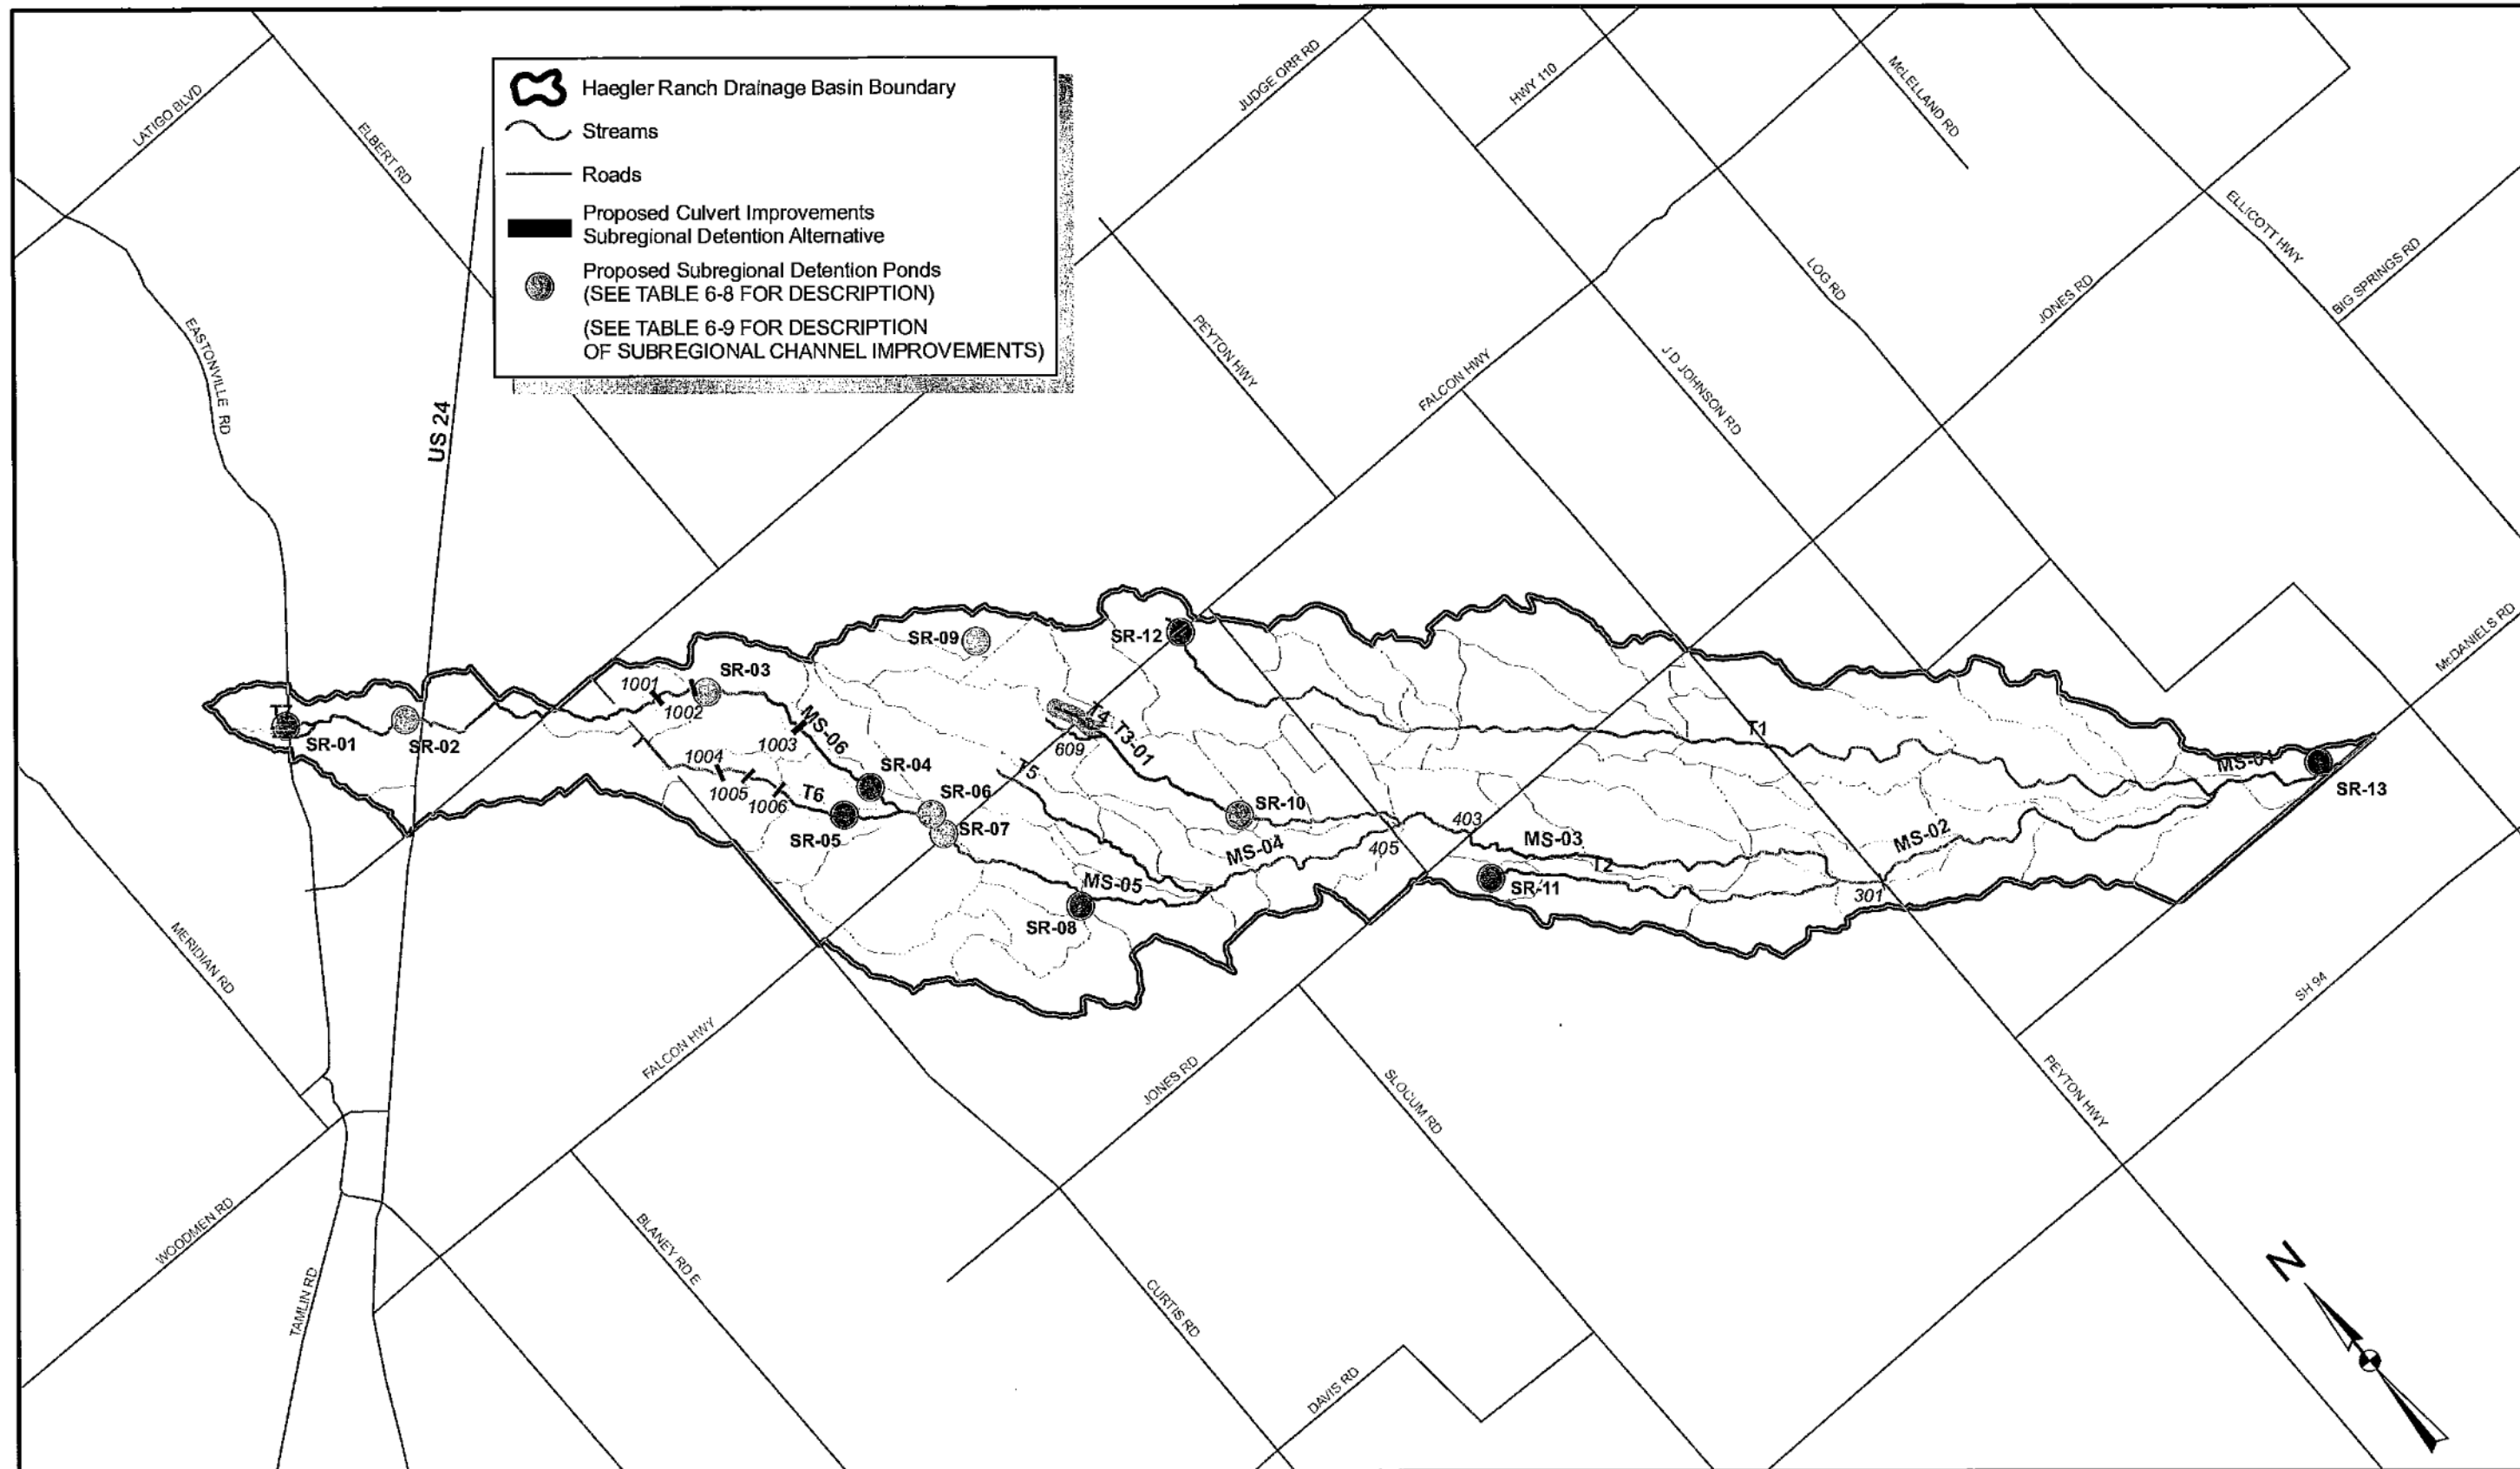 Haegler Ranch Drainage Basin Boundary
Streams
Roads
Proposed Culvert Improvements
Subregional Detention Alternative
Proposed Subregional Detention Ponds
(SEE TABLE 6-8 FOR DESCRIPTION)
(SEE TABLE 6-9 FOR DESCRIPTION
OF SUBREGIONAL CHANNEL IMPROVEMENTS)
LATIGO BLVD
ELBERT RD
EASTONVILLE RD
US 24
JUDGE ORR RD
HWY 110
McLELLAND RD
ELLICOTT HWY
BIG SPRINGS RD
LOG RD
JONES RD
PEYTON HWY
FALCON HWY
J D JOHNSON RD
McDANIELS RD
SR-09
SR-12
SR-03
1001
1002
SR-01
SR-02
MS-06
1003
T4
T3-01
609
T1
MS-01
SR-13
1004
1005
1006
T6
SR-04
SR-05
SR-06
SR-07
T5
SR-10
MS-04
405
403
MS-03
T2
MS-02
301
SR-11
MS-05
SR-08
MERIDIAN RD
FALCON HWY
JONES RD
SLOCUM RD
SH 94
PEYTON HWY
WOODMEN RD
TAMLIN RD
BLANEY RD E
CURTIS RD
DAVIS RD
N